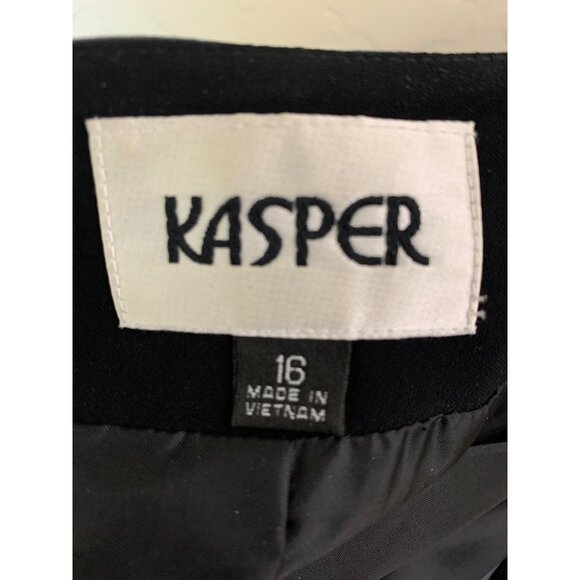 KASPER
16
MADE IN
VIETNAM